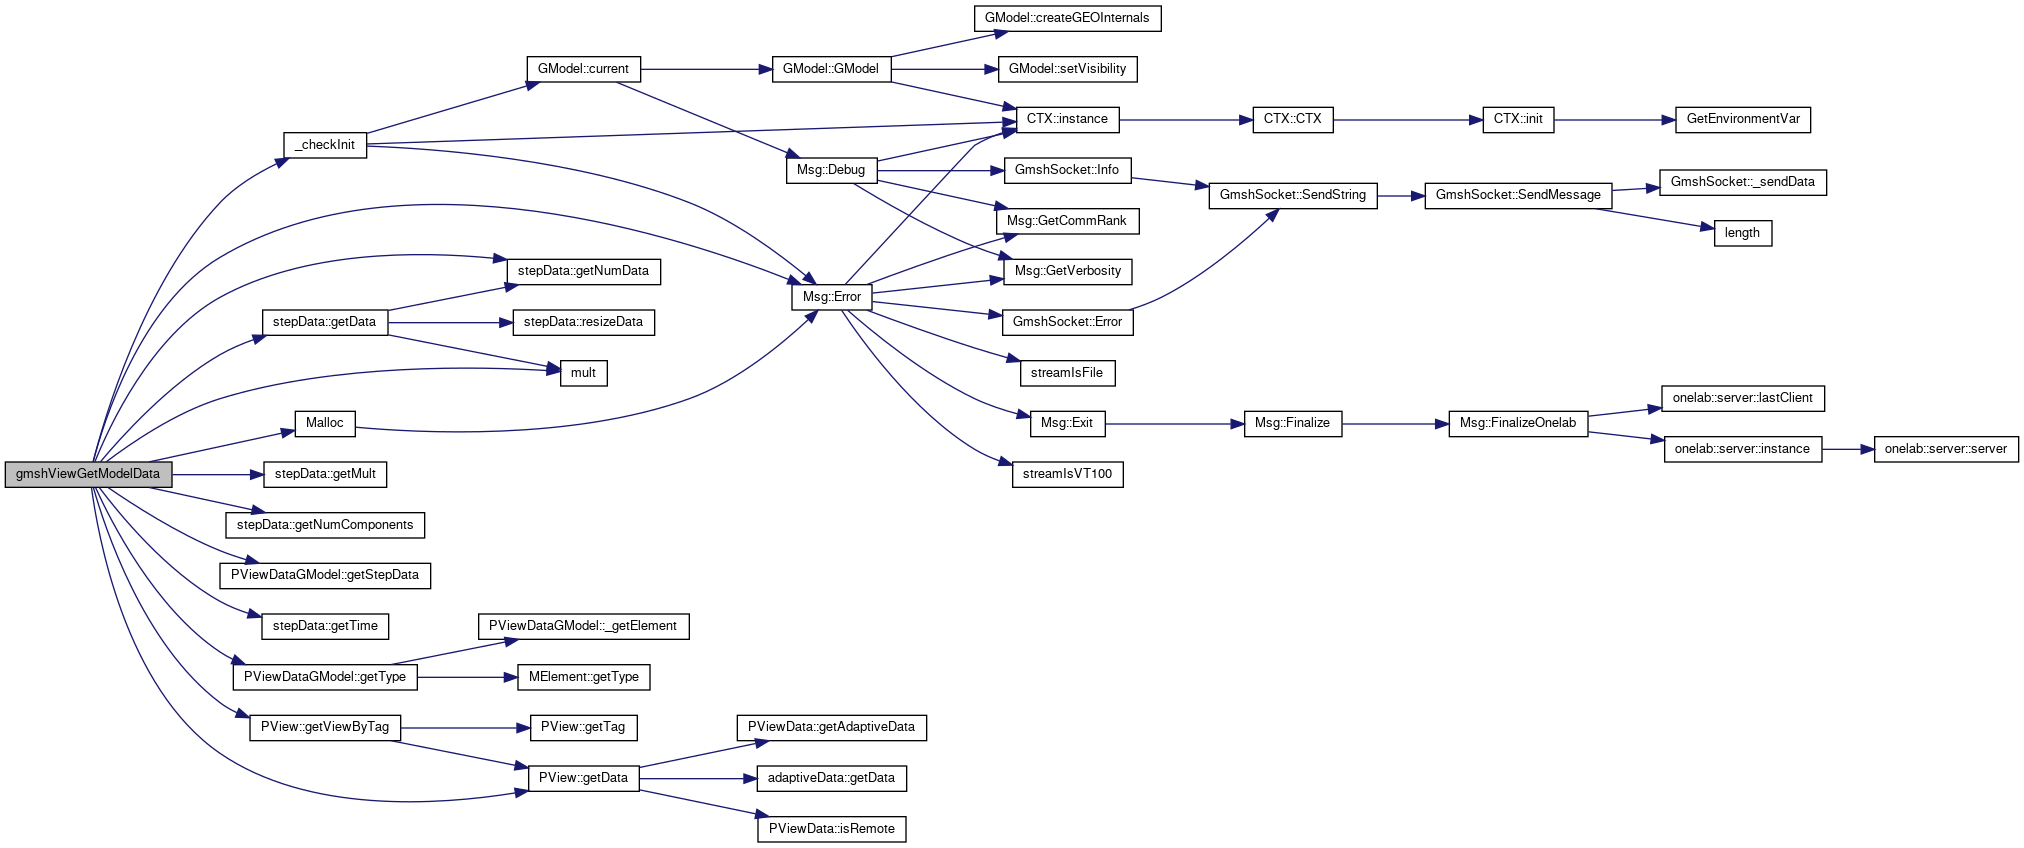 GModel::createGEOInternals
GModel::current
GModel::GModel
GModel::setVisibility
CTX::instance
CTX::CTX
CTX::init
GetEnvironmentVar
_checkInit
Msg::Debug
GmshSocket::Info
GmshSocket::SendString
GmshSocket::SendMessage
GmshSocket::_sendData
Msg::GetCommRank
length
stepData::getNumData
Msg::GetVerbosity
Msg::Error
stepData::getData
stepData::resizeData
GmshSocket::Error
mult
streamIsFile
onelab::server::lastClient
Malloc
Msg::Exit
Msg::Finalize
Msg::FinalizeOnelab
onelab::server::instance
onelab::server::server
gmshViewGetModelData
stepData::getMult
streamIsVT100
stepData::getNumComponents
PViewDataGModel::getStepData
stepData::getTime
PViewDataGModel::_getElement
PViewDataGModel::getType
MElement::getType
PView::getViewByTag
PView::getTag
PViewData::getAdaptiveData
PView::getData
adaptiveData::getData
PViewData::isRemote